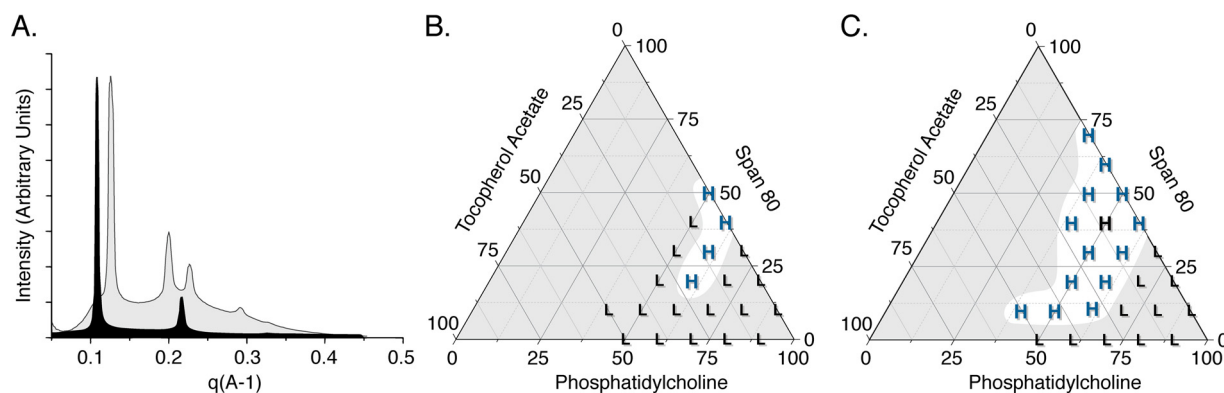 A.
Intensity (Arbitrary Units)
0.1 0.2 0.3 0.4 0.5
q(A-1)
B.
0
100
25
75
Tocopherol Acetate
Span 80
50
H 50
L H
75
L H L
25
L H L L
L L L L L L
100
0
L L L L L
0 25 50 75 100
Phosphatidylcholine
C.
0
100
25
75
H
Tocopherol Acetate
Span 80
H
50
H H 50
H H H
75
H H L
25
H H L L
H H H L L L
100
0
L L L L L
0 25 50 75 100
Phosphatidylcholine